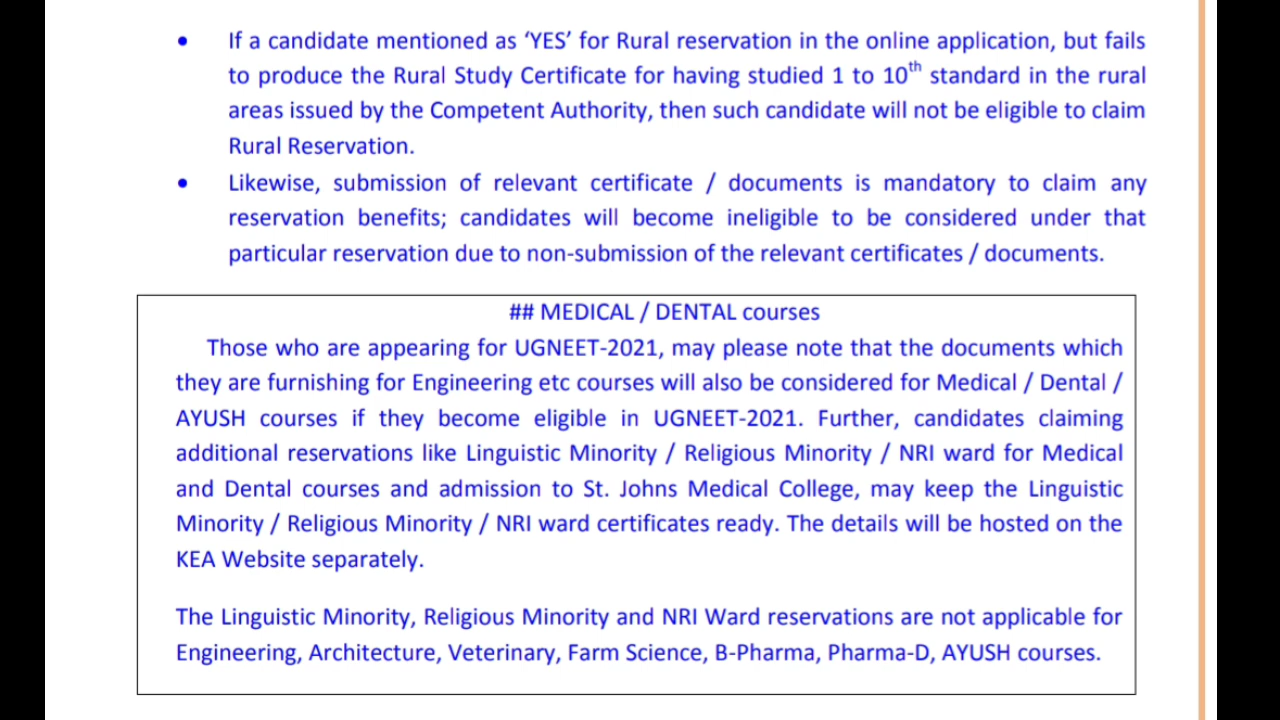 • If a candidate mentioned as ‘YES’ for Rural reservation in the online application, but fails
to produce the Rural Study Certificate for having studied 1 to 10th standard in the rural
areas issued by the Competent Authority, then such candidate will not be eligible to claim
Rural Reservation.
• Likewise, submission of relevant certificate / documents is mandatory to claim any
reservation benefits; candidates will become ineligible to be considered under that
particular reservation due to non-submission of the relevant certificates / documents.
## MEDICAL / DENTAL courses
Those who are appearing for UGNEET-2021, may please note that the documents which
they are furnishing for Engineering etc courses will also be considered for Medical / Dental /
AYUSH courses if they become eligible in UGNEET-2021. Further, candidates claiming
additional reservations like Linguistic Minority / Religious Minority / NRI ward for Medical
and Dental courses and admission to St. Johns Medical College, may keep the Linguistic
Minority / Religious Minority / NRI ward certificates ready. The details will be hosted on the
KEA Website separately.
The Linguistic Minority, Religious Minority and NRI Ward reservations are not applicable for
Engineering, Architecture, Veterinary, Farm Science, B-Pharma, Pharma-D, AYUSH courses.